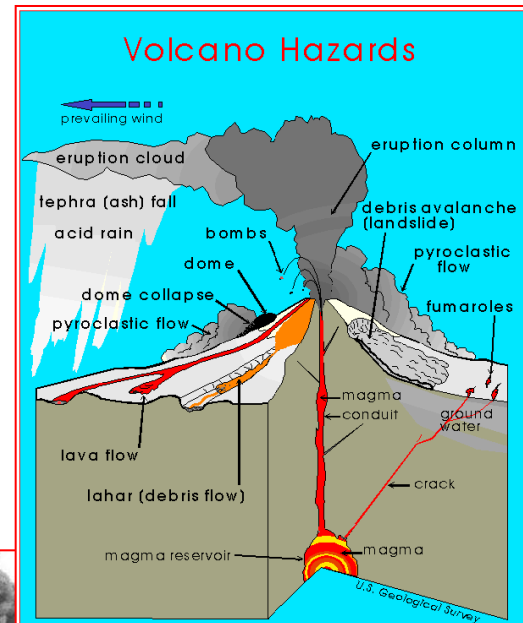 Volcano Hazards
prevailing wind
eruption cloud
eruption column
tephra (ash) fall
debris avalanche
(landslide)
acid rain
bombs
pyroclastic
flow
dome
dome collapse
fumaroles
pyroclastic flow
magma
conduit
ground
water
lava flow
crack
lahar (debris flow)
magma reservoir
magma
U.S. Geological Survey